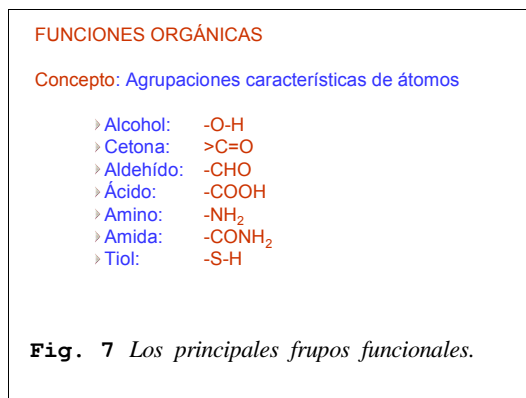 FUNCIONES ORGÁNICAS
Concepto: Agrupaciones características de átomos
Alcohol: -O-H
Cetona: >C=O
Aldehído: -CHO
Ácido: -COOH
Amino: -NH₂
Amida: -CONH₂
Tiol: -S-H
Fig. 7 Los principales frupos funcionales.